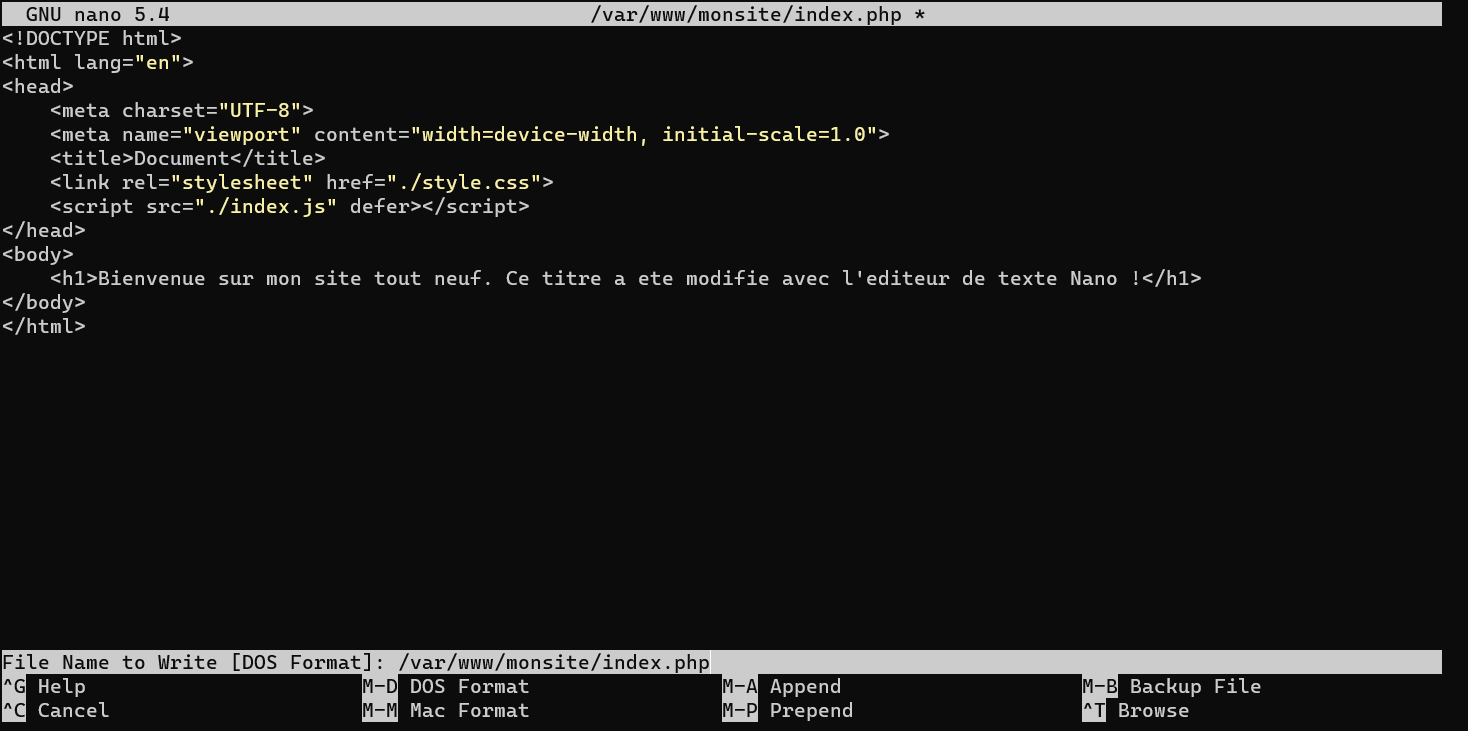 GNU nano 5.4 /var/www/monsite/index.php *
<!DOCTYPE html>
<html lang="en">
<head>
    <meta charset="UTF-8">
    <meta name="viewport" content="width=device-width, initial-scale=1.0">
    <title>Document</title>
    <link rel="stylesheet" href="./style.css">
    <script src="./index.js" defer></script>
</head>
<body>
    <h1>Bienvenue sur mon site tout neuf. Ce titre a ete modifie avec l'editeur de texte Nano !</h1>
</body>
</html>
File Name to Write [DOS Format]: /var/www/monsite/index.php
^G Help M-D DOS Format M-A Append M-B Backup File
^C Cancel M-M Mac Format M-P Prepend ^T Browse